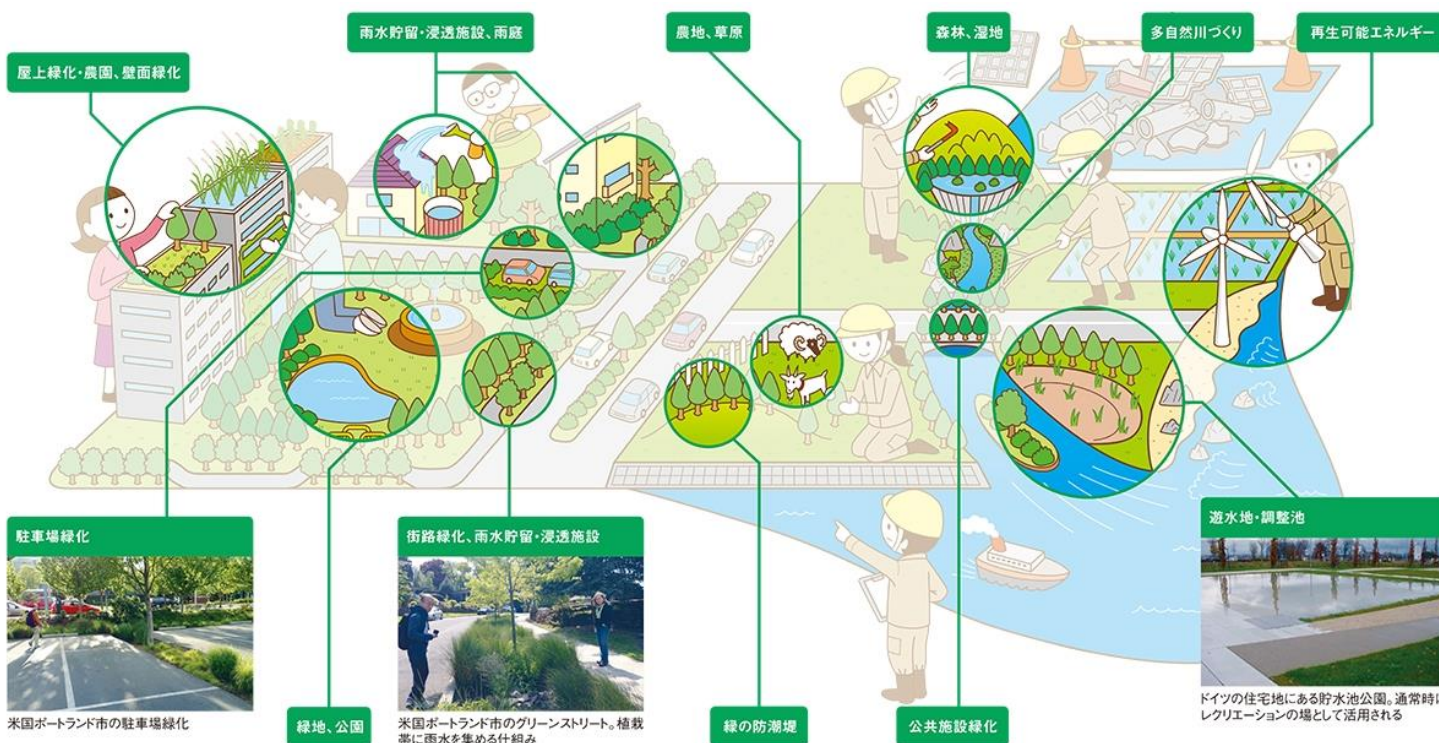 雨水貯留・浸透施設、雨庭
農地、草原
森林、湿地
多自然川づくり
再生可能エネルギー
屋上緑化・農園、壁面緑化
駐車場緑化
米国ポートランド市の駐車場緑化
緑地、公園
街路緑化、雨水貯留・浸透施設
米国ポートランド市のグリーンストリート。植栽
帯に雨水を集める仕組み
緑の防潮堤
公共施設緑化
遊水地・調整池
ドイツの住宅地にある貯水池公園。通常時は
レクリエーションの場として活用される